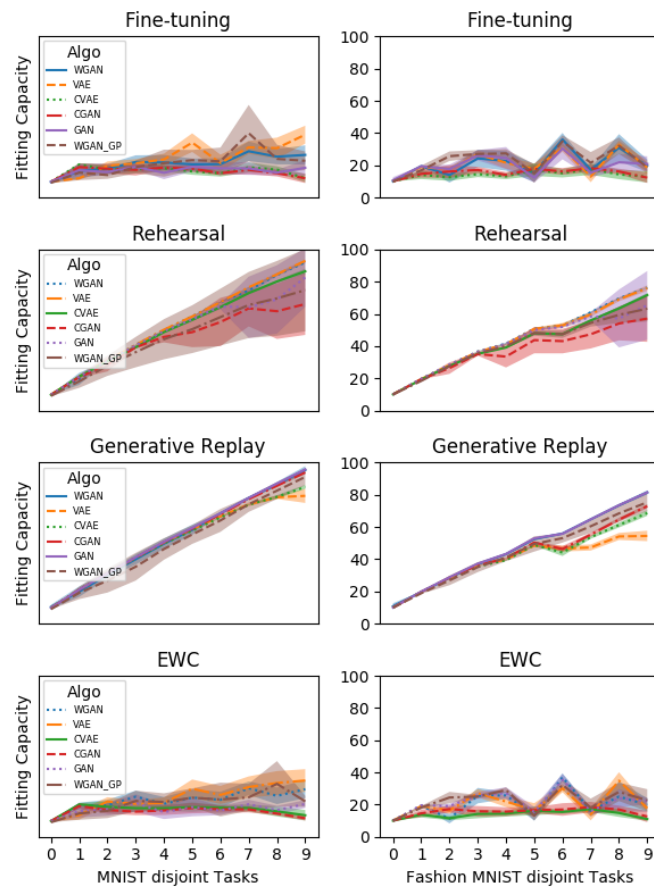 Fine-tuning
Fine-tuning
Fitting Capacity
Algo
WGAN
VAE
CVAE
CGAN
GAN
WGAN_GP
100
80
60
40
20
0
Rehearsal
Rehearsal
Fitting Capacity
Algo
WGAN
VAE
CVAE
CGAN
GAN
WGAN_GP
100
80
60
40
20
0
Generative Replay
Generative Replay
Fitting Capacity
Algo
WGAN
VAE
CVAE
CGAN
GAN
WGAN_GP
100
80
60
40
20
0
EWC
EWC
Fitting Capacity
Algo
WGAN
VAE
CVAE
CGAN
GAN
WGAN_GP
100
80
60
40
20
0
0 1 2 3 4 5 6 7 8 9
0 1 2 3 4 5 6 7 8 9
MNIST disjoint Tasks
Fashion MNIST disjoint Tasks